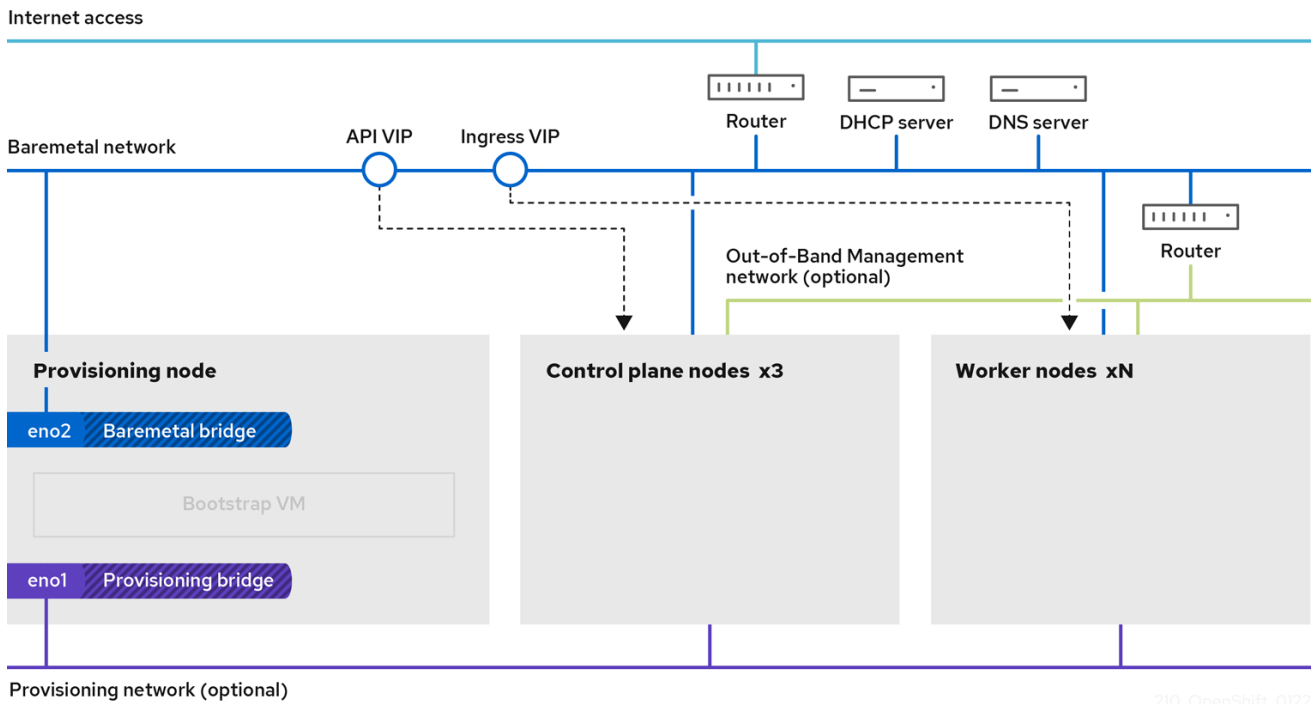 Internet access
Router
DHCP server
DNS server
API VIP
Ingress VIP
Baremetal network
Router
Out-of-Band Management
network (optional)
Provisioning node
Control plane nodes x3
Worker nodes xN
eno2
Baremetal bridge
Bootstrap VM
eno1
Provisioning bridge
Provisioning network (optional)
210_OpenShift_0122